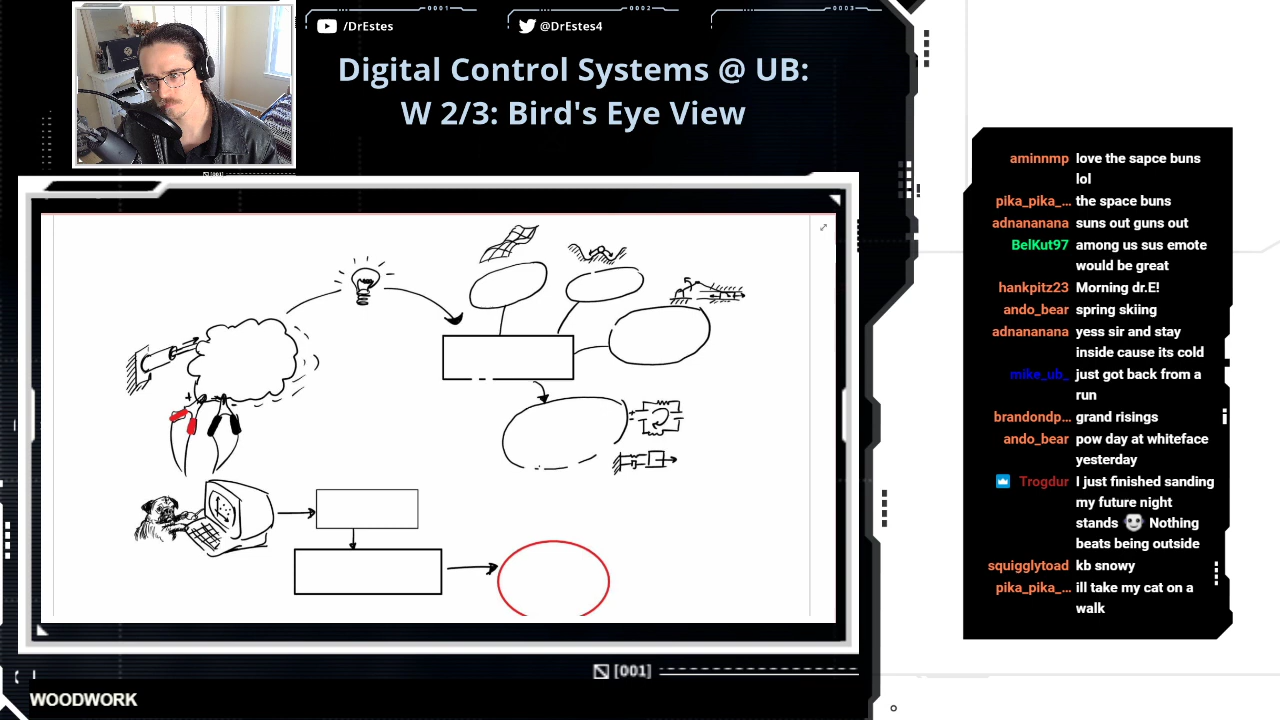 0001
0002
0003
/DrEstes
@DrEstes4
Digital Control Systems @ UB:
W 2/3: Bird's Eye View
[001]
aminnmp love the sapce buns
lol
pika_pika_... the space buns
adnananana suns out guns out
BelKut97 among us sus emote
would be great
hankpitz23 Morning dr.E!
ando_bear spring skiing
adnananana yess sir and stay
inside cause its cold
mike_ub_ just got back from a
run
brandondp... grand risings
ando_bear pow day at whiteface
yesterday
Trogdur I just finished sanding
my future night
stands Nothing
beats being outside
squigglytoad kb snowy
pika_pika_... ill take my cat on a
walk
[001]
WOODWORK